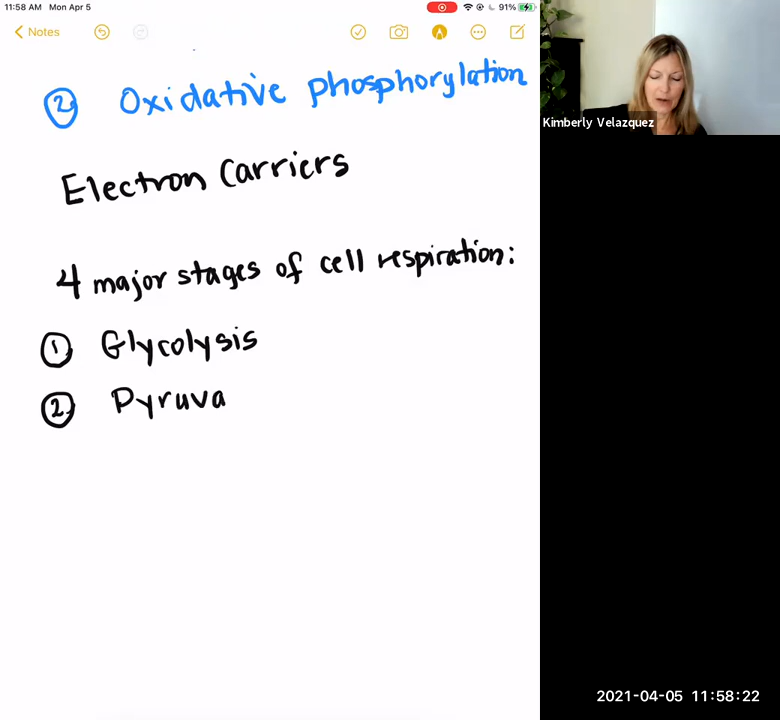 11:58 AM Mon Apr 5
91%
Notes
2 Oxidative phosphorylation
Kimberly Velazquez
Electron Carriers
4 major stages of cell respiration:
1 Glycolysis
2 Pyruva
2021-04-05 11:58:22